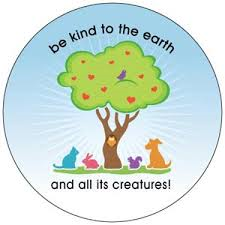 be kind to the earth
and all its creatures!